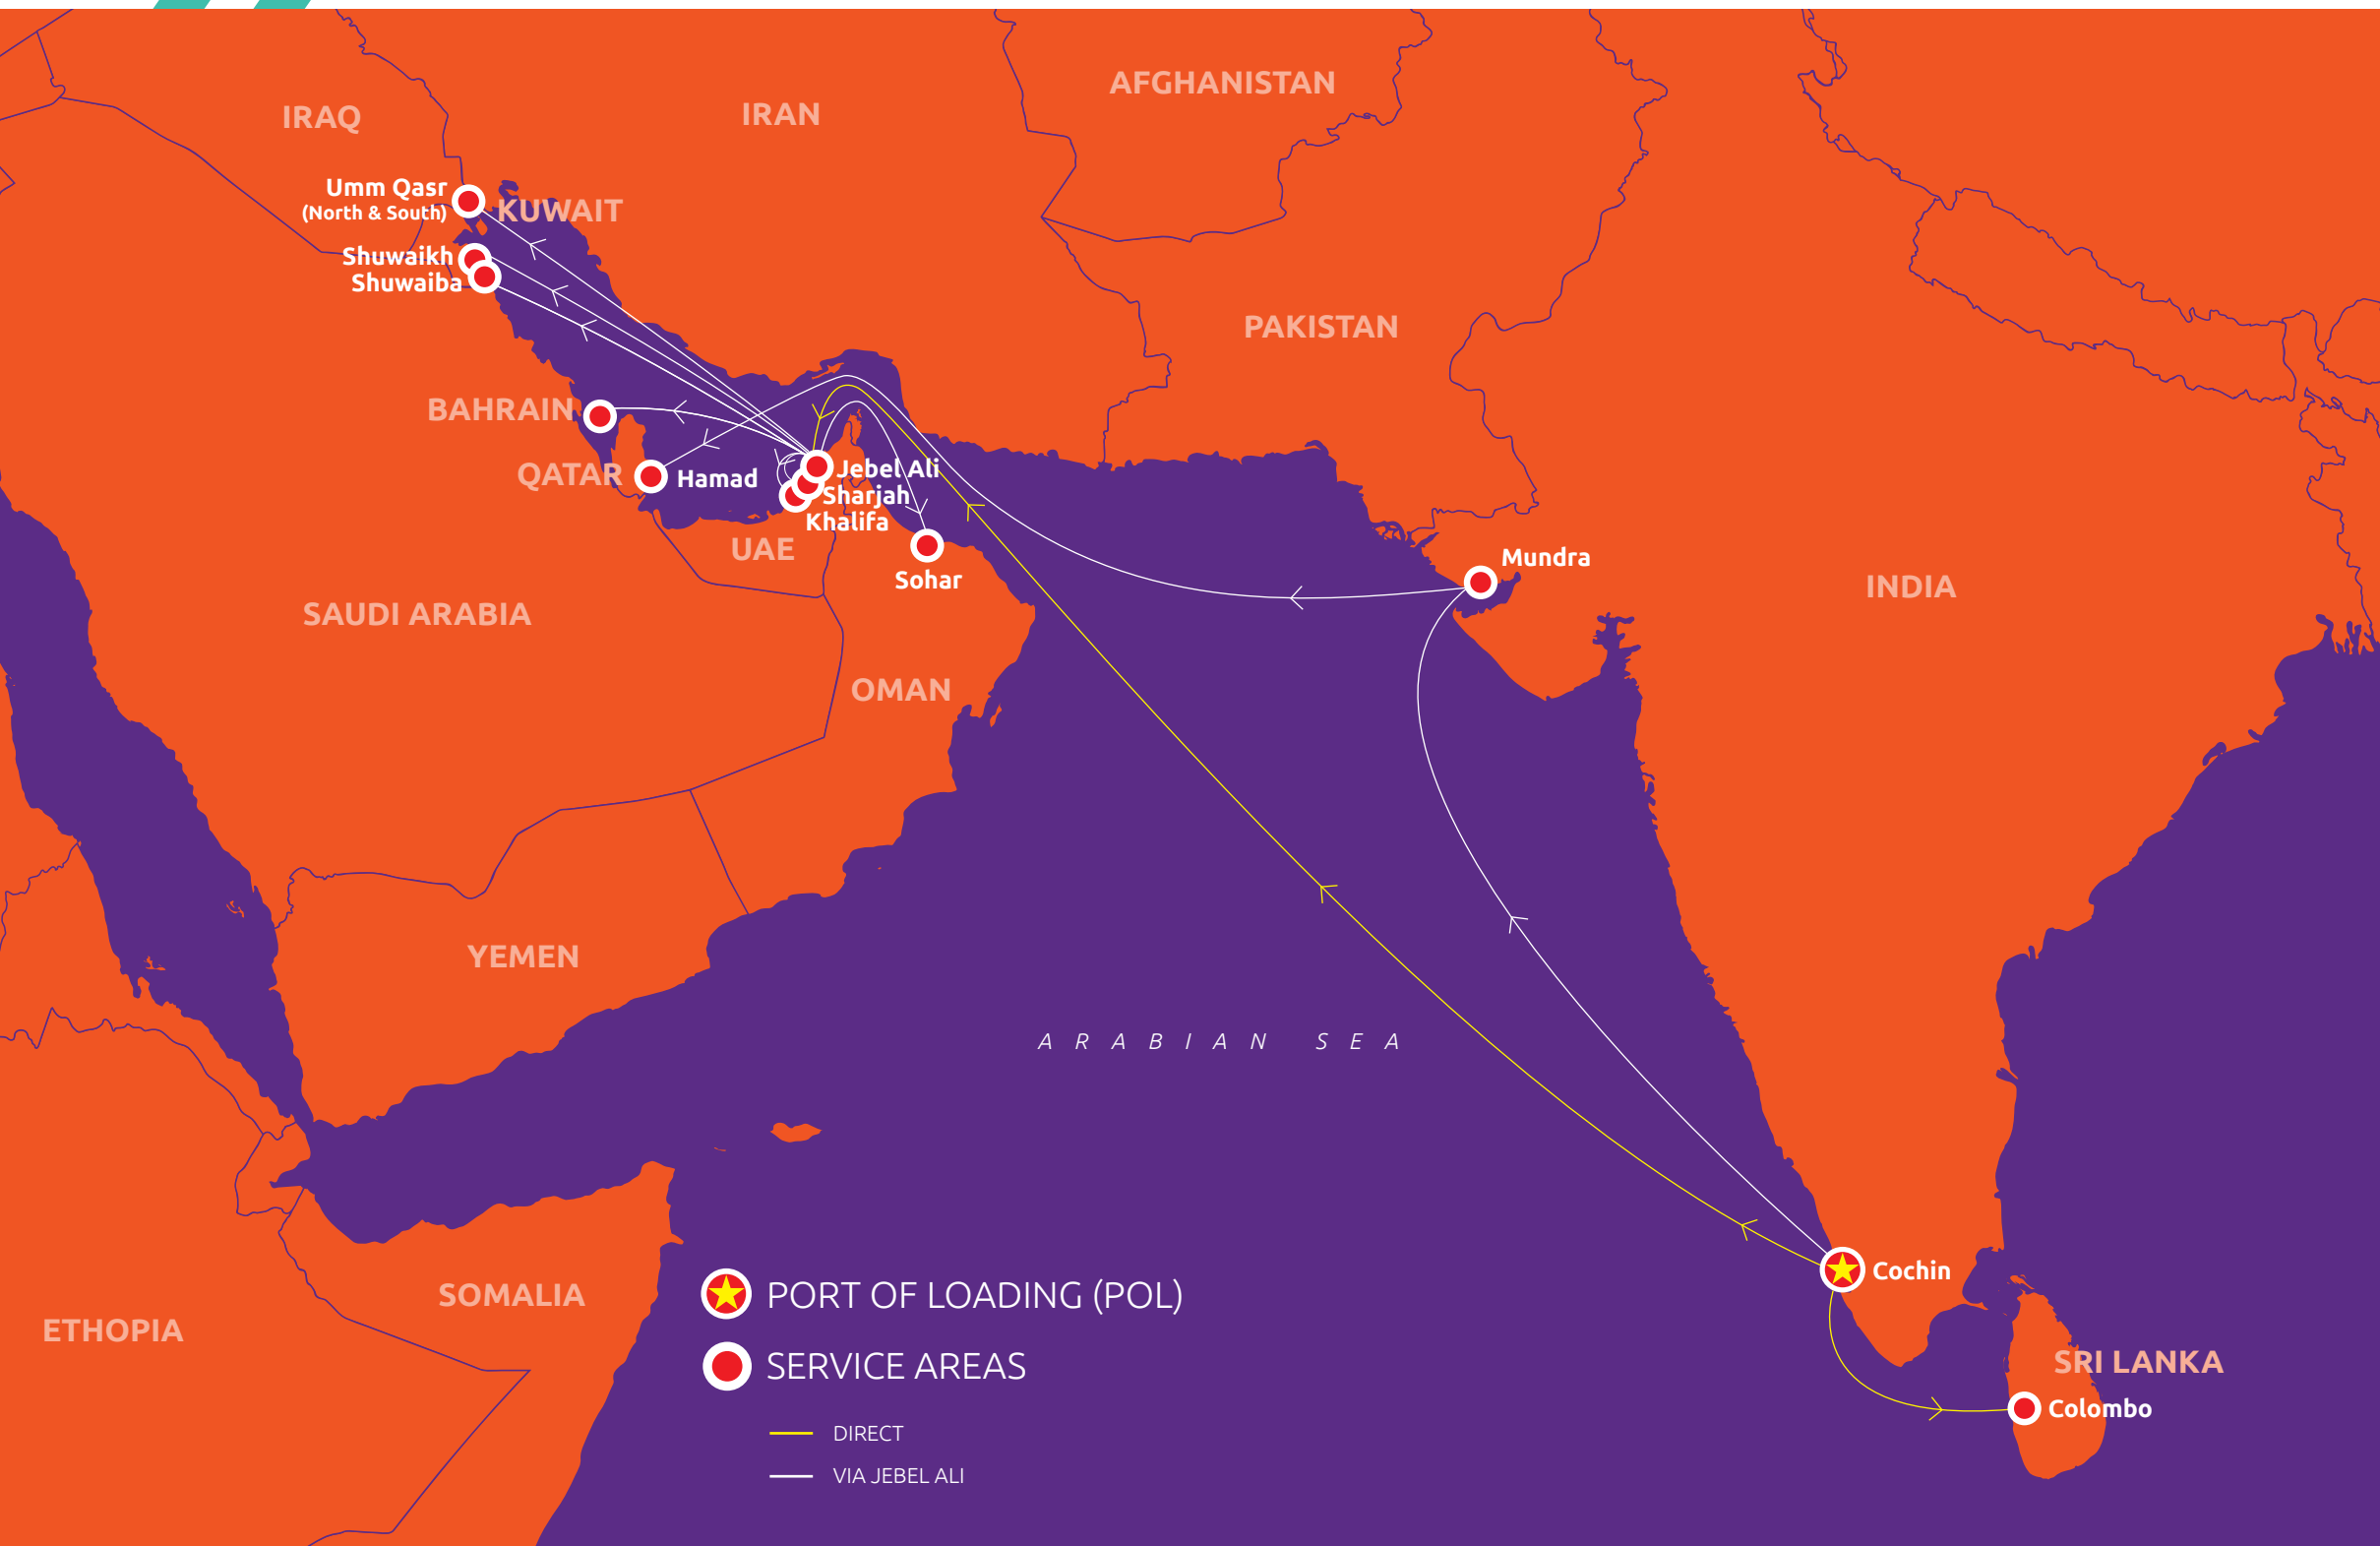 AFGHANISTAN
IRAQ
IRAN
Umm Qasr
(North & South)
KUWAIT
Shuwaikh
Shuwaiba
PAKISTAN
BAHRAIN
QATAR
Hamad
Jebel Ali
Sharjah
Khalifa
UAE
Sohar
Mundra
INDIA
SAUDI ARABIA
OMAN
YEMEN
ARABIAN SEA
Cochin
SOMALIA
ETHOPIA
PORT OF LOADING (POL)
SERVICE AREAS
SRI LANKA
Colombo
DIRECT
VIA JEBEL ALI